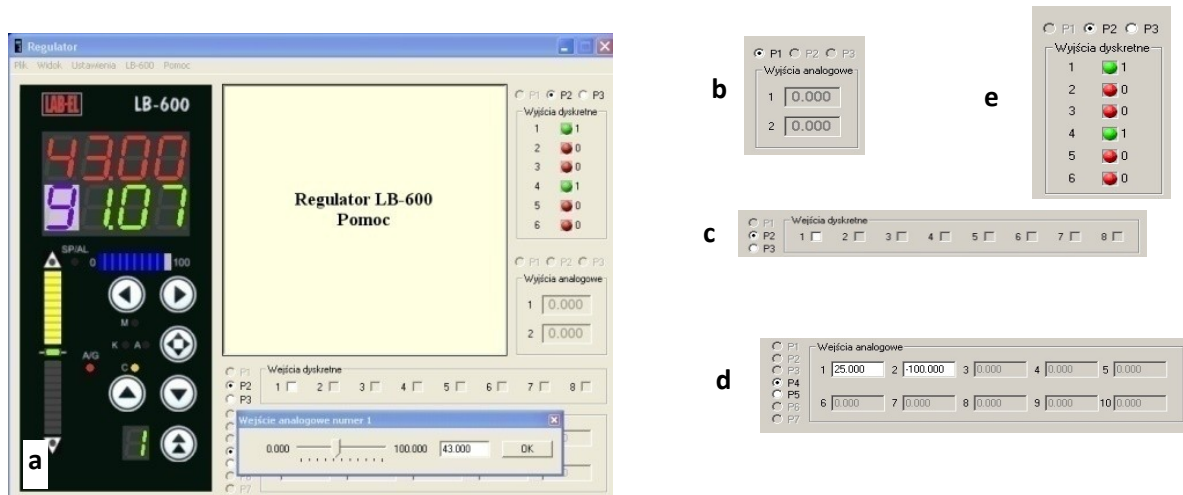 Regulator
Plik Widok Ustawienia LB-600 Pomoc
LAB-EL LB-600
43.00
91.07
SP/AL
0 100
M
K A
A/G
C
1
a
Regulator LB-600
Pomoc
P1 P2 P3
Wyjścia dyskretne
1 1
2 0
3 0
4 1
5 0
6 0
P1 P2 P3
Wyjścia analogowe
1 0.000
2 0.000
P1
P2
P3
Wejścia dyskretne
1 2 3 4 5 6 7 8
Wejście analogowe numer 1
0.000 100.000 43.000 OK
P7
b
P1 P2 P3
Wyjścia analogowe
1 0.000
2 0.000
e
P1 P2 P3
Wyjścia dyskretne
1 1
2 0
3 0
4 1
5 0
6 0
c
P1
P2
P3
Wejścia dyskretne
1 2 3 4 5 6 7 8
d
P1
P2
P3
P4
P5
P6
P7
Wejścia analogowe
1 25.000 2 -100.000 3 0.000 4 0.000 5 0.000
6 0.000 7 0.000 8 0.000 9 0.000 10 0.000